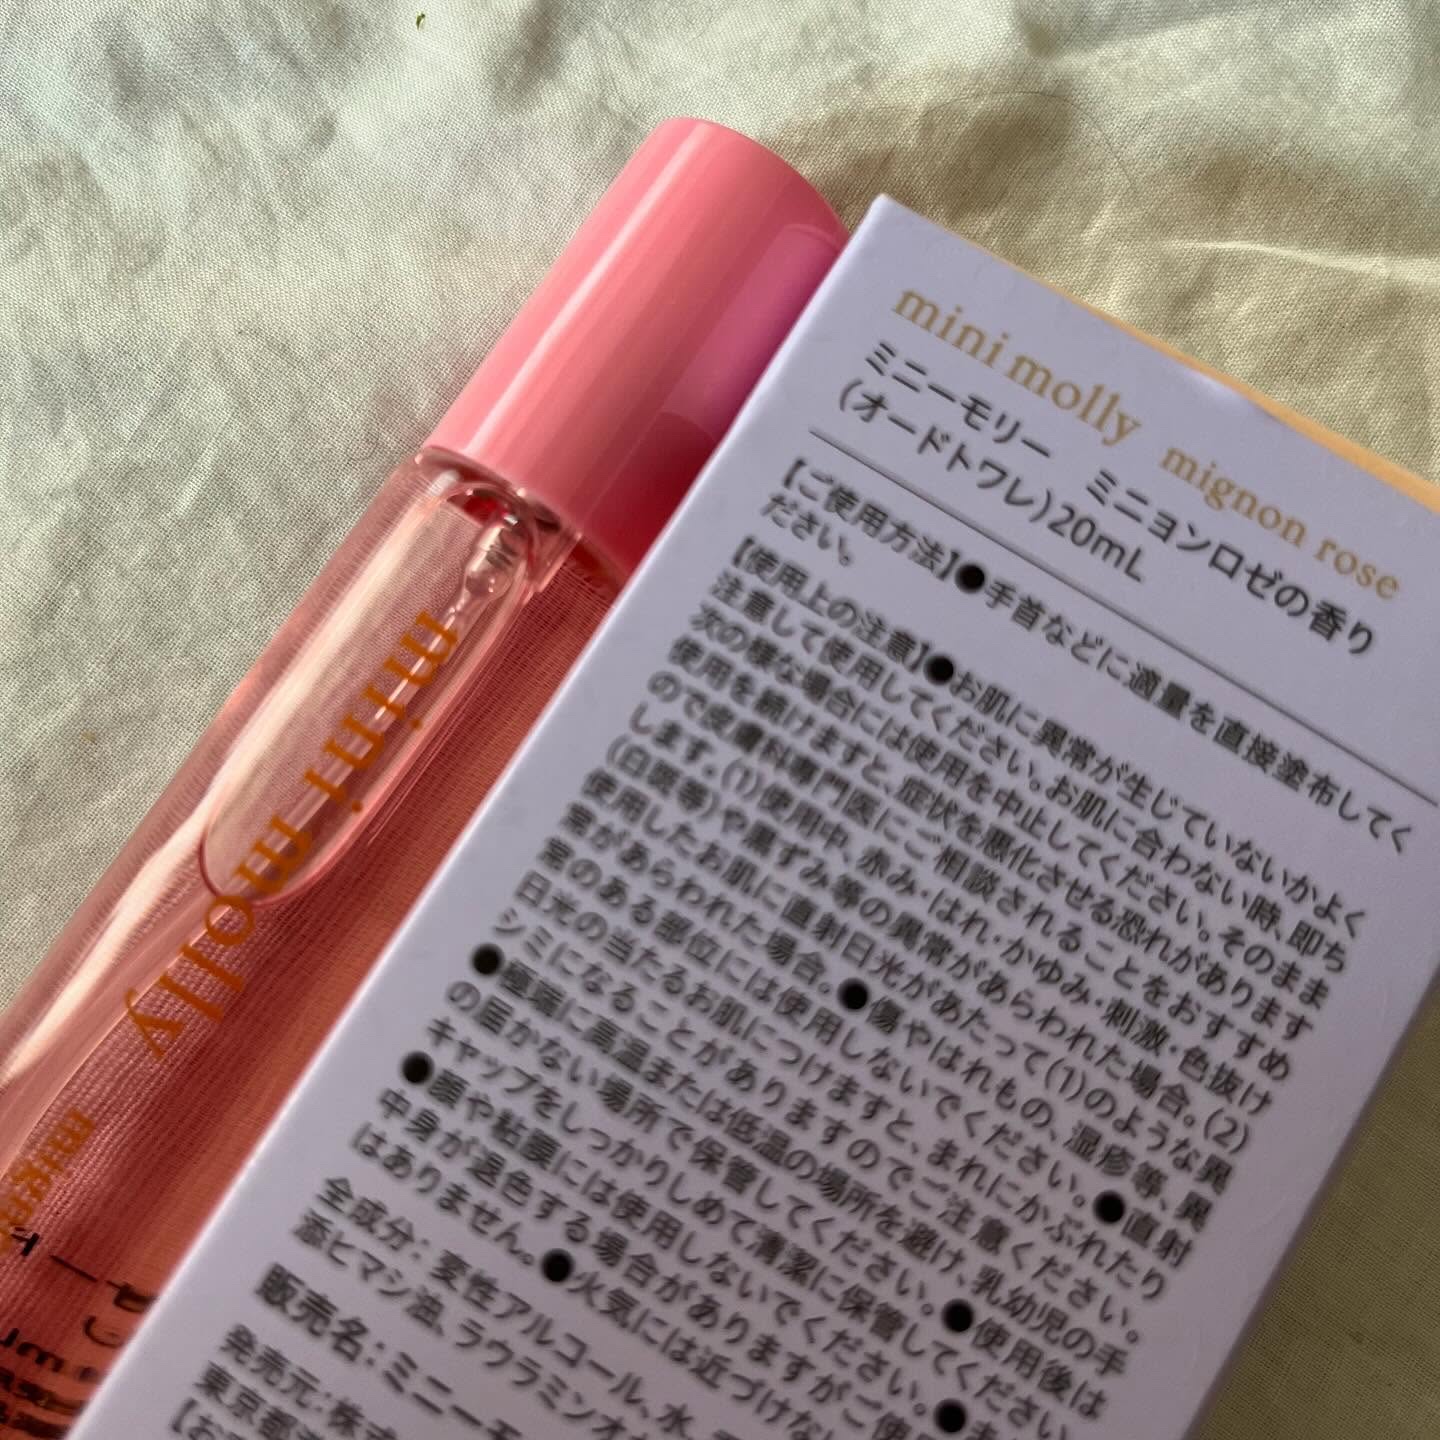 mini molly mignon rose
ミニーモリー ミニヨンロゼの香り
(オードトワレ)20mL
【ご使用方法】●手首などに適量を直接塗布してく
ださい。
【使用上の注意】●お肌に異常が生じていないかよく
注意して使用してください。お肌に合わない時、即ち
次の様な場合には使用を中止してください。そのまま
使用を続けますと、症状を悪化させる恐れがあります
ので皮膚科専門医にご相談されることをおすすめ
します。(1)使用中、赤み・はれ・かゆみ・刺激・色抜け
(白斑等)や黒ずみ等の異常があらわれた場合。(2)
使用したお肌に直射日光があたって(1)のような異
常があらわれた場合。●傷やはれもの、湿疹等、異
常のある部位には使用しないでください。●直射
日光の当たるお肌につけますと、まれにかぶれたり
シミになることがありますのでご注意ください。
●極端に高温または低温の場所を避け、乳幼児の手
の届かない場所で保管してください。●使用後は
キャップをしっかりしめて清潔に保管してください。
●顔や粘膜には使用しないでください。●ま
中身が退色する場合がありますがご使用
はありません。●火気には近づけな
全成分: 変性アルコール、水、
添ヒマシ油、ラウラミンオ
販売名:ミニーモ
発売元:株式
東京都
【お
mini molly